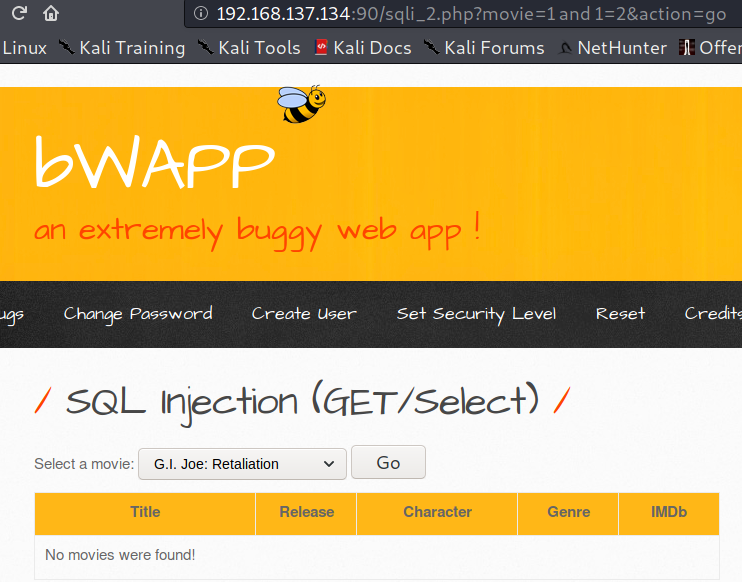 192.168.137.134:90/sqli_2.php?movie=1 and 1=2&action=go
Linux Kali Training Kali Tools Kali Docs Kali Forums NetHunter Offen
bWAPP
an extremely buggy web app !
ugs Change Password Create User Set Security Level Reset Credits
/ SQL Injection (GET/Select) /
Select a movie: G.I. Joe: Retaliation Go
Title Release Character Genre IMDb
No movies were found!